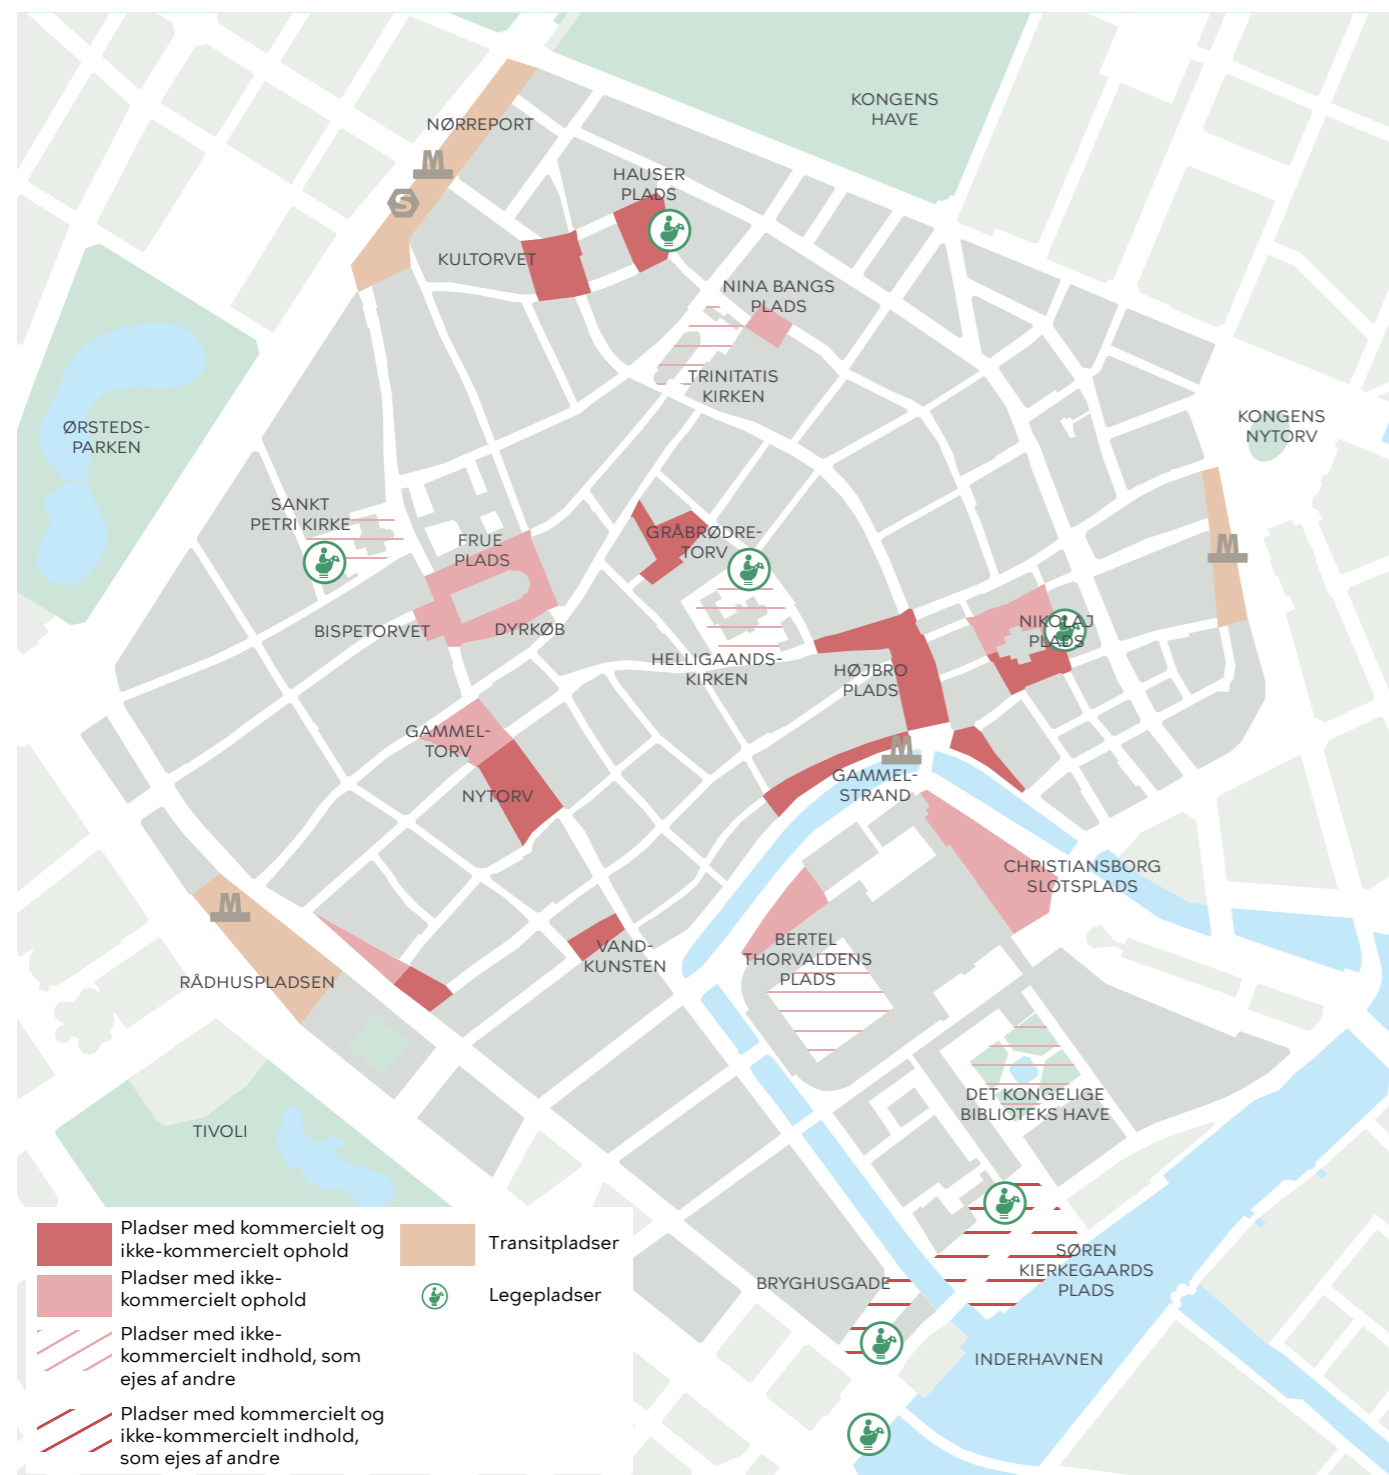 KONGENS
HAVE
NØRREPORT
M
S
HAUSER
PLADS
KULTORVET
NINA BANGS
PLADS
TRINITATIS
KIRKEN
KONGENS
NYTORV
ØRSTEDS-
PARKEN
SANKT
PETRI KIRKE
FRUE
PLADS
GRÅBRØDRE-
TORV
M
BISPETORVET
DYRKØB
NIKOLAJ
PLADS
HELLIGAANDS-
KIRKEN
HØJBRO
PLADS
GAMMEL-
TORV
M
GAMMEL-
STRAND
NYTORV
CHRISTIANSBORG
SLOTSPLADS
M
VAND-
KUNSTEN
BERTEL
THORVALDENS
PLADS
RÅDHUSPLADSEN
DET KONGELIGE
BIBLIOTEKS HAVE
TIVOLI
SØREN
KIERKEGAARDS
PLADS
BRYGHUSGADE
INDERHAVNEN
Pladser med kommercielt og
ikke-kommercielt ophold
Pladser med ikke-
kommercielt ophold
Pladser med ikke-
kommercielt indhold, som
ejes af andre
Pladser med kommercielt og
ikke-kommercielt indhold,
som ejes af andre
Transitpladser
Legepladser